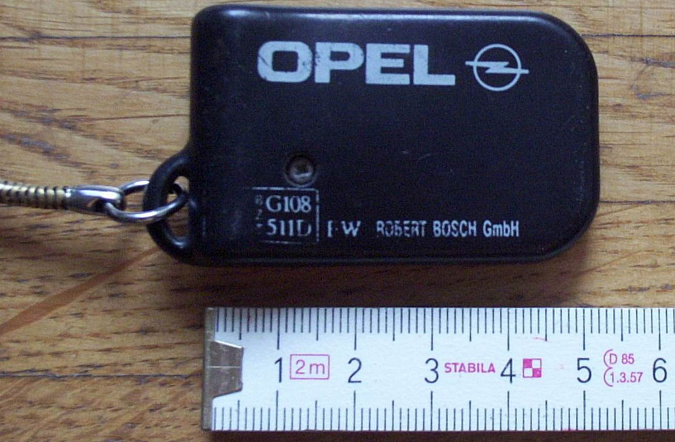 OPEL
G108
511D
ROBERT BOSCH GmbH
1 2m 2 3 STABILA 4 5 D 85 6
1.3.57